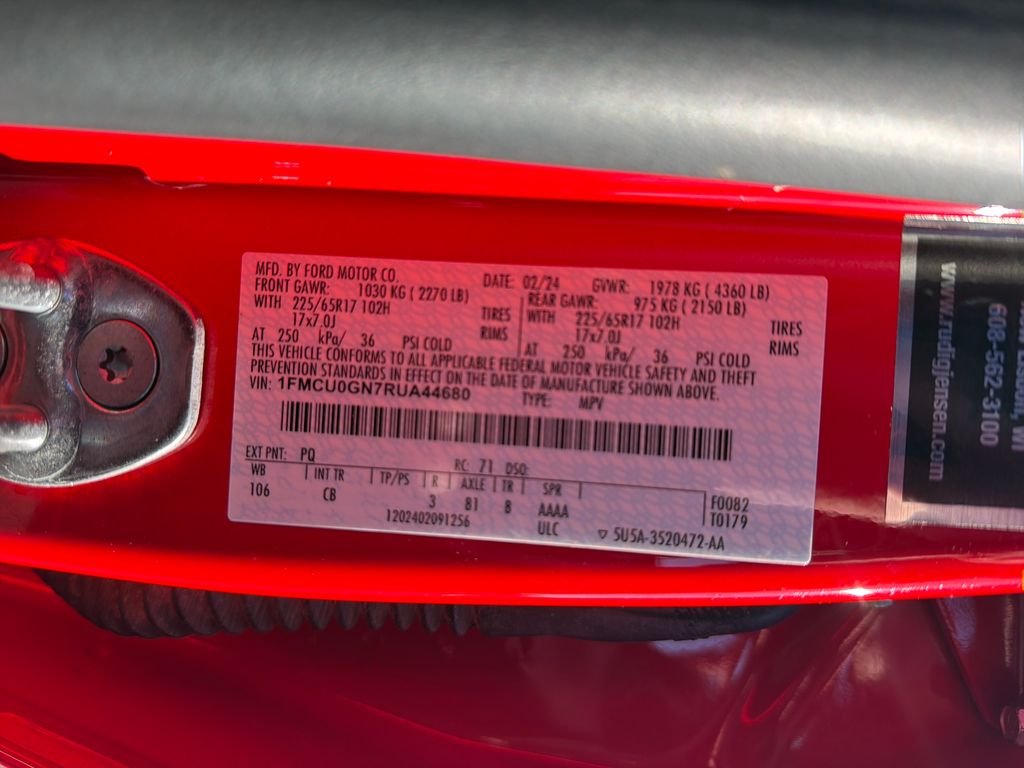 MFD. BY FORD MOTOR CO.
DATE: 02/24 GVWR: 1978 KG ( 4360 LB)
FRONT GAWR: 1030 KG ( 2270 LB)
WITH 225/65R17 102H TIRES
17x7.0J RIMS
AT 250 kPa/ 36 PSI COLD
REAR GAWR: 975 KG ( 2150 LB)
WITH 225/65R17 102H TIRES
17x7.0J RIMS
AT 250 kPa/ 36 PSI COLD
THIS VEHICLE CONFORMS TO ALL APPLICABLE FEDERAL MOTOR VEHICLE SAFETY AND THEFT
PREVENTION STANDARDS IN EFFECT ON THE DATE OF MANUFACTURE SHOWN ABOVE.
VIN: 1FMCU0GN7RUA44680 TYPE: MPV
EXT PNT: PQ RC: 71 DSO:
WB INT TR TP/PS R AXLE TR SPR
106 CB 3 81 8 AAAA
F0082
T0179
1202402091256 ULC
5U5A-3520472-AA
608-562-3100
www.rudigjensen.com